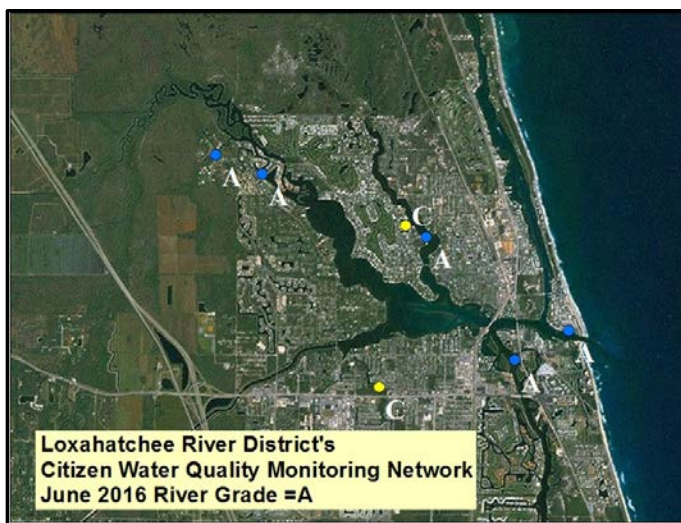 A
A
C
A
A
A
C
Loxahatchee River District's
Citizen Water Quality Monitoring Network
June 2016 River Grade =A